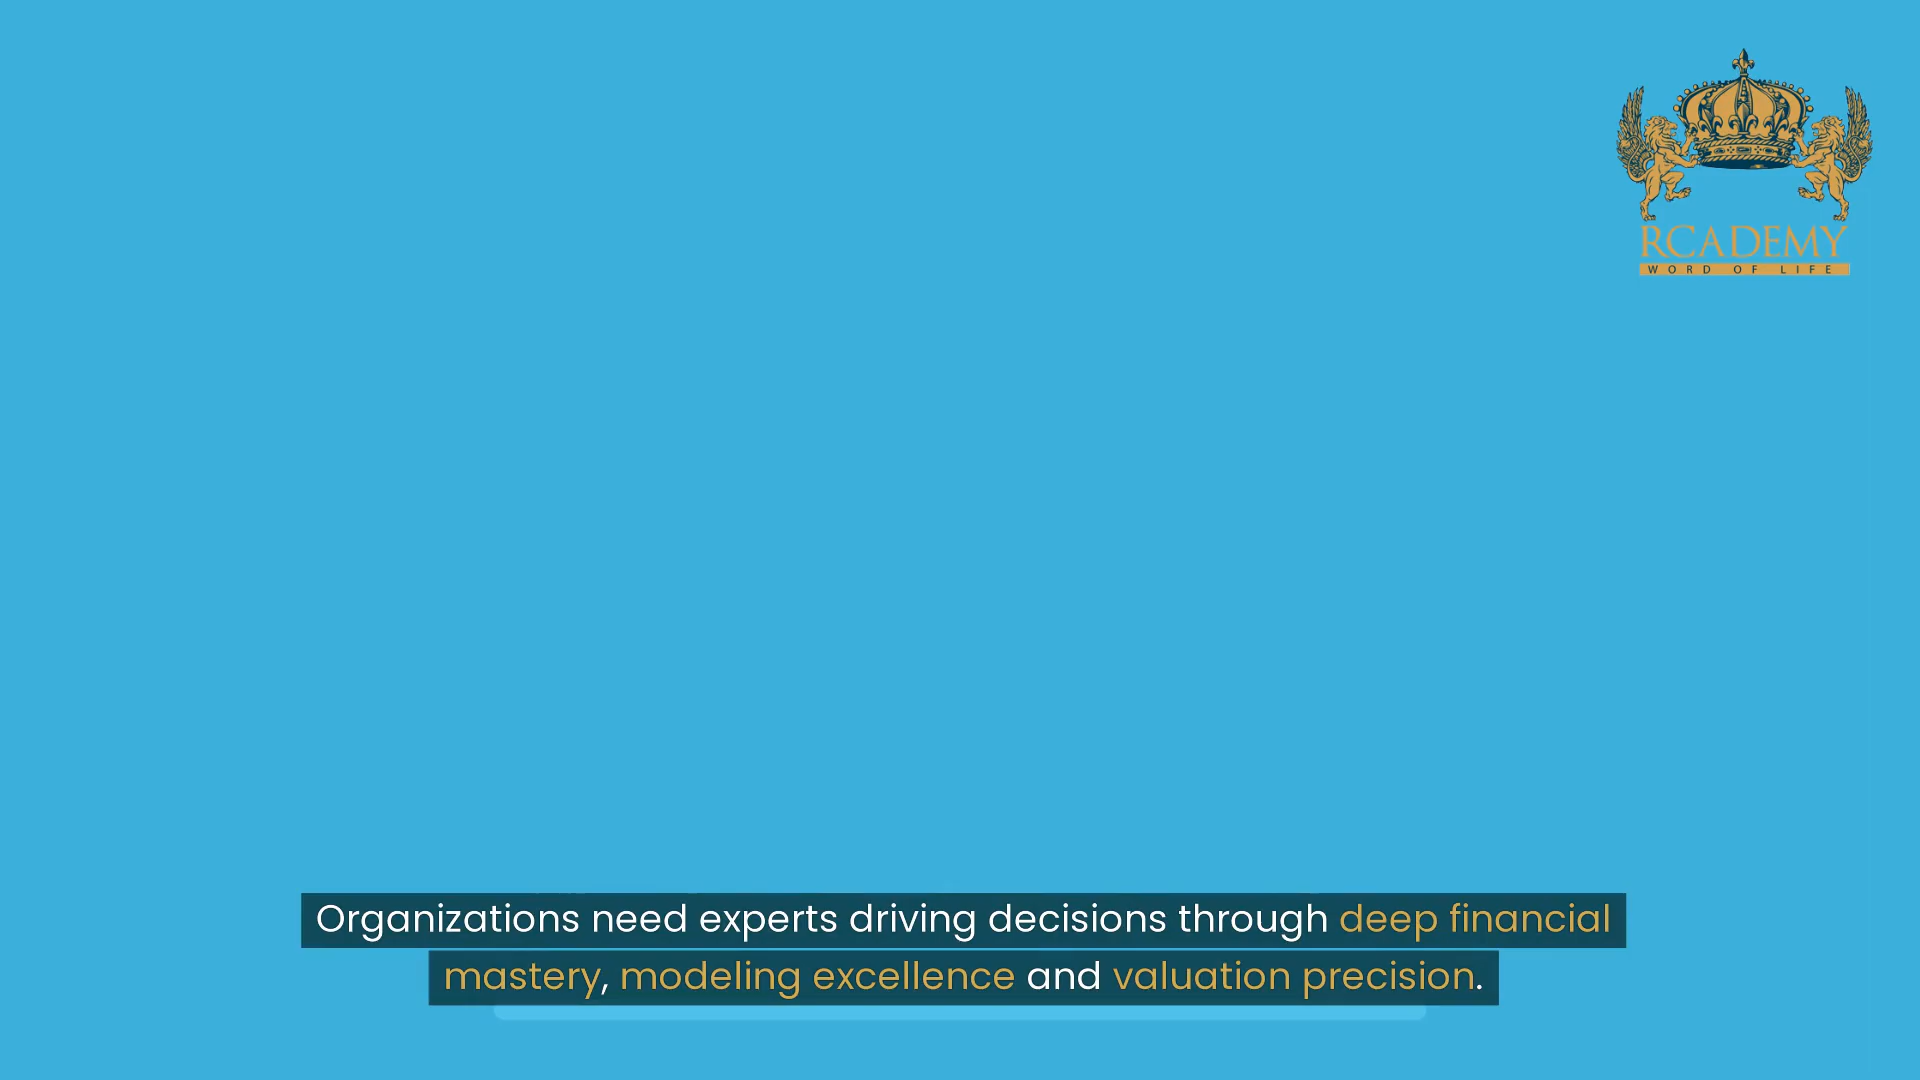 RCADEMY
WORD OF LIFE
Organizations need experts driving decisions through deep financial
mastery, modeling excellence and valuation precision.